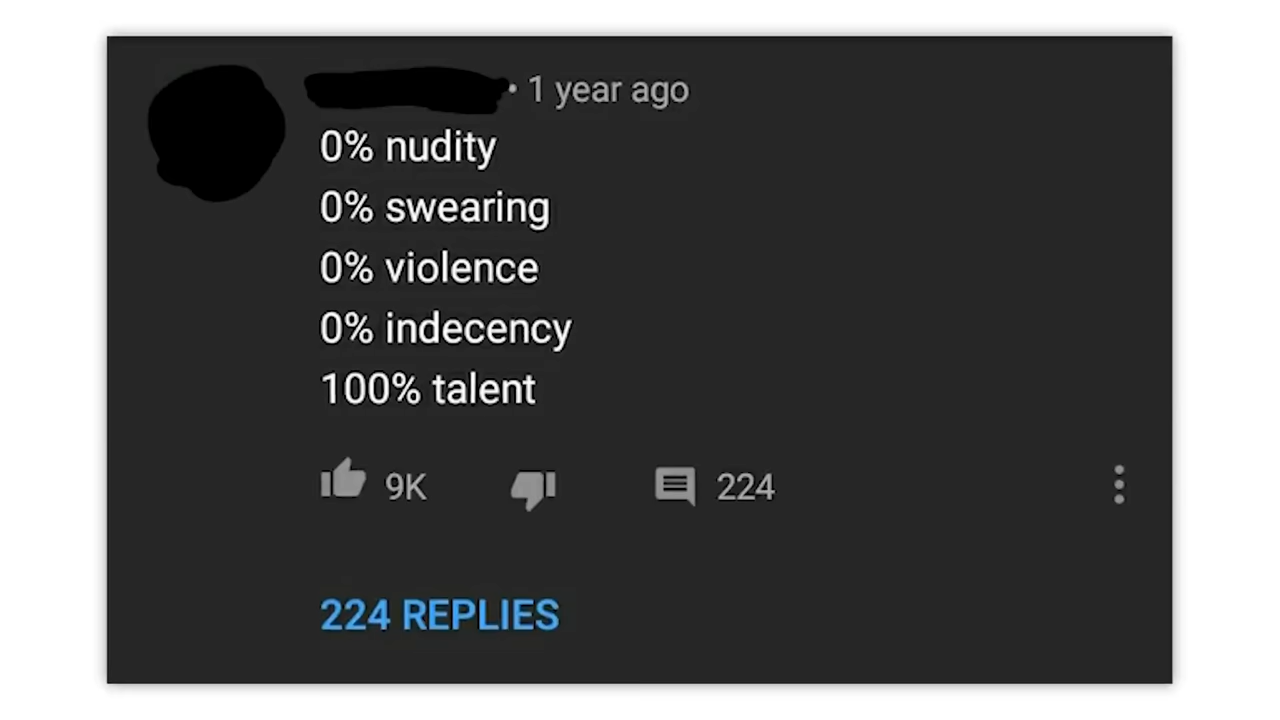 • 1 year ago
0% nudity
0% swearing
0% violence
0% indecency
100% talent
9K 224
224 REPLIES